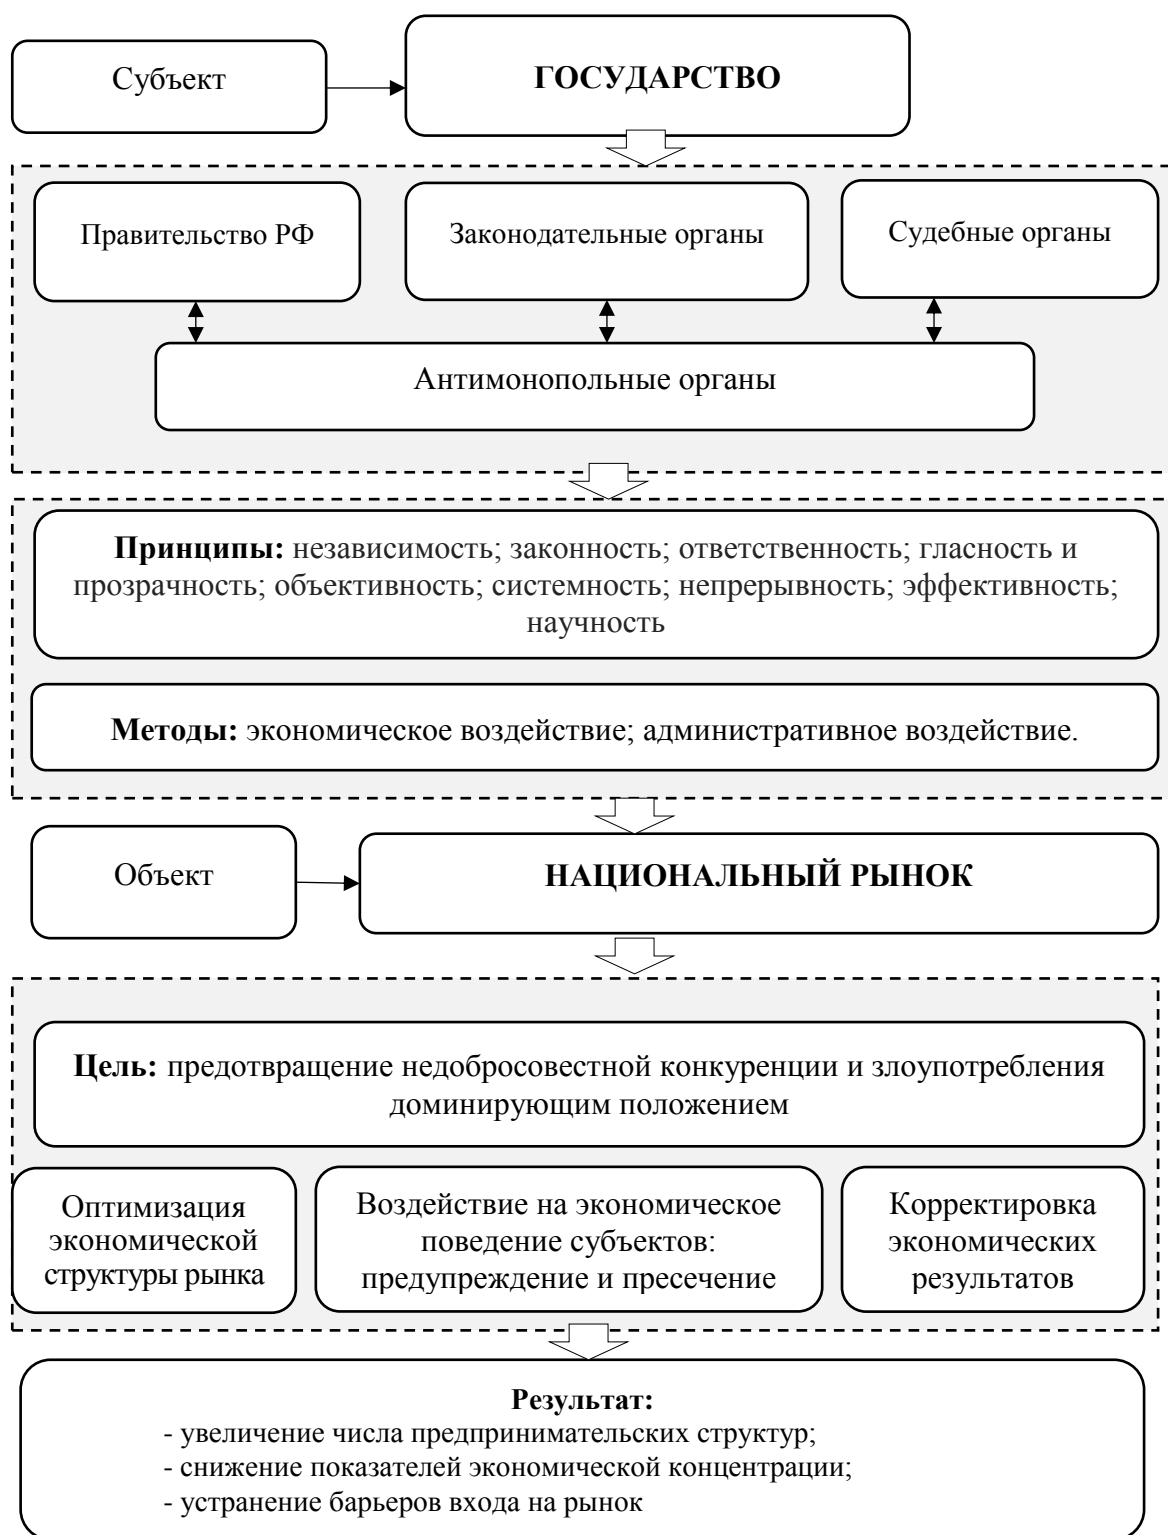 Субъект
ГОСУДАРСТВО
Правительство РФ
Законодательные органы
Судебные органы
Антимонопольные органы
Принципы: независимость; законность; ответственность; гласность и
прозрачность; объективность; системность; непрерывность; эффективность;
научность
Методы: экономическое воздействие; административное воздействие.
Объект
НАЦИОНАЛЬНЫЙ РЫНОК
Цель: предотвращение недобросовестной конкуренции и злоупотребления
доминирующим положением
Оптимизация
экономической
структуры рынка
Воздействие на экономическое
поведение субъектов:
предупреждение и пресечение
Корректировка
экономических
результатов
Результат:
- увеличение числа предпринимательских структур;
- снижение показателей экономической концентрации;
- устранение барьеров входа на рынок